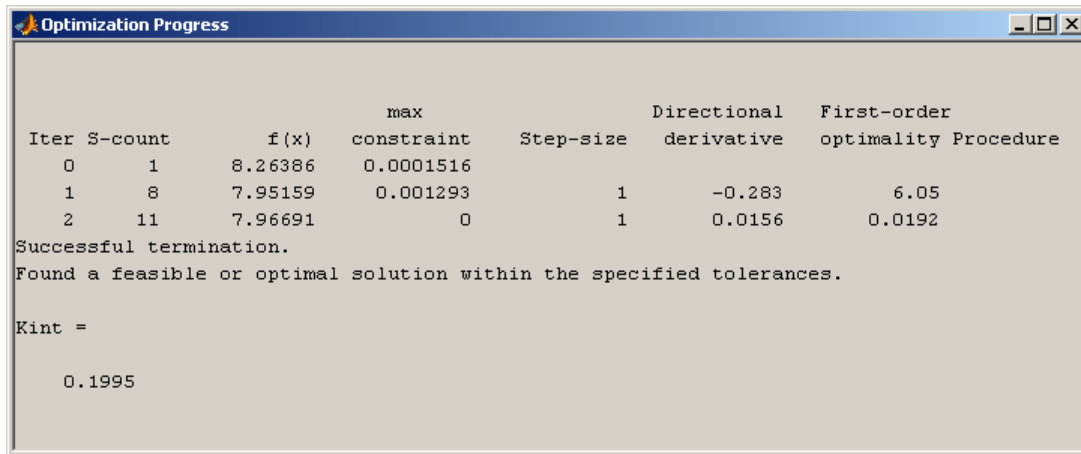 Optimization Progress
max Directional First-order
Iter S-count f(x) constraint Step-size derivative optimality Procedure
0 1 8.26386 0.0001516
1 8 7.95159 0.001293 1 -0.283 6.05
2 11 7.96691 0 1 0.0156 0.0192
Successful termination.
Found a feasible or optimal solution within the specified tolerances.
Kint =
0.1995